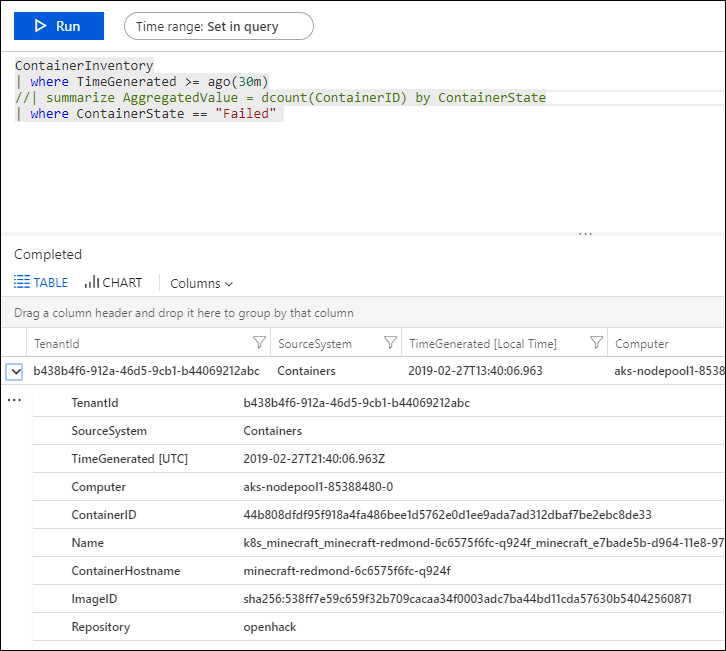 Run
Time range: Set in query
ContainerInventory
| where TimeGenerated >= ago(30m)
//| summarize AggregatedValue = dcount(ContainerID) by ContainerState
| where ContainerState == "Failed"
...
Completed
TABLE CHART Columns
Drag a column header and drop it here to group by that column
TenantId SourceSystem TimeGenerated [Local Time] Computer
b438b4f6-912a-46d5-9cb1-b44069212abc Containers 2019-02-27T13:40:06.963 aks-nodepool1-8538
...
TenantId b438b4f6-912a-46d5-9cb1-b44069212abc
SourceSystem Containers
TimeGenerated [UTC] 2019-02-27T21:40:06.963Z
Computer aks-nodepool1-85388480-0
ContainerID 44b808dfdf95f918a4fa486bee1d5762e0d1ee9ada7ad312dbaf7be2ebc8de33
Name k8s_minecraft_minecraft-redmond-6c6575f6fc-q924f_minecraft_e7bade5b-d964-11e8-97
ContainerHostname minecraft-redmond-6c6575f6fc-q924f
ImageID sha256:538ff7e59c659f32b709cacaa34f0003adc7ba44bd11cda57630b54042560871
Repository openhack